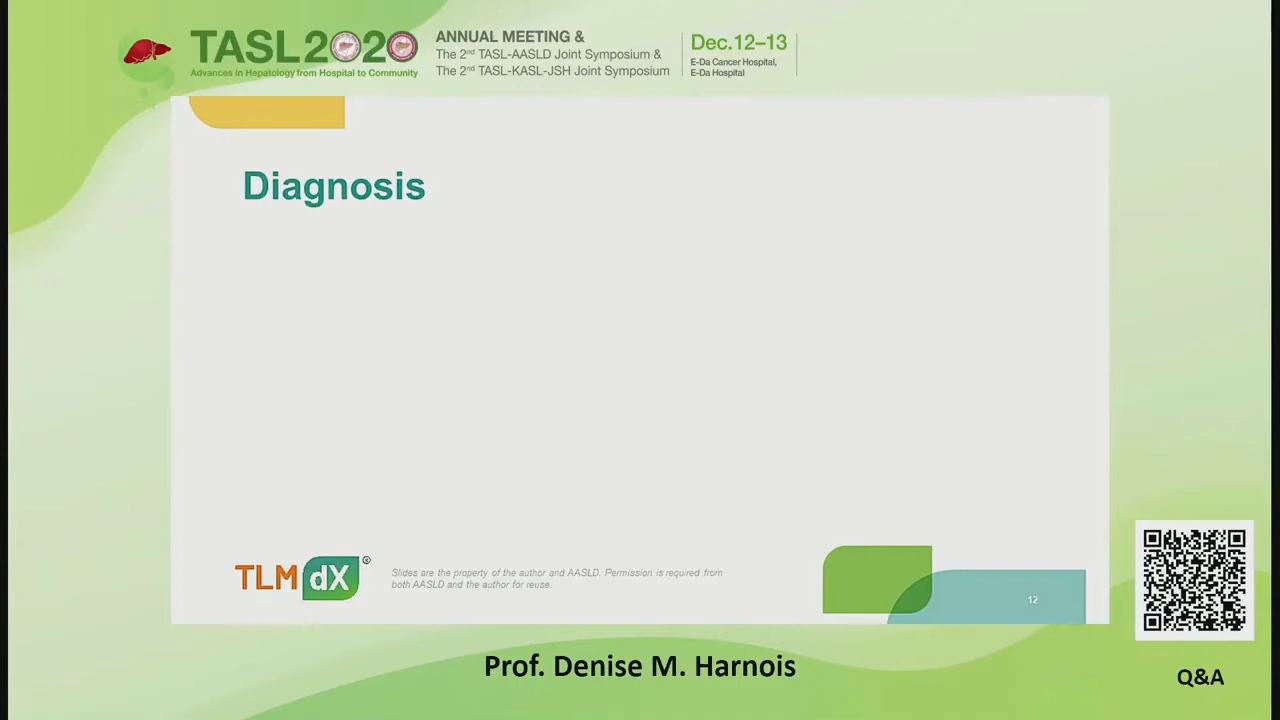 TASL2020
Advances in Hepatology from Hospital to Community
ANNUAL MEETING &
The 2nd TASL-AASLD Joint Symposium &
The 2nd TASL-KASL-JSH Joint Symposium
Dec.12–13
E-Da Cancer Hospital,
E-Da Hospital
Diagnosis
TLM dX ®
Slides are the property of the author and AASLD. Permission is required from
both AASLD and the author for reuse.
12
Prof. Denise M. Harnois
Q&A